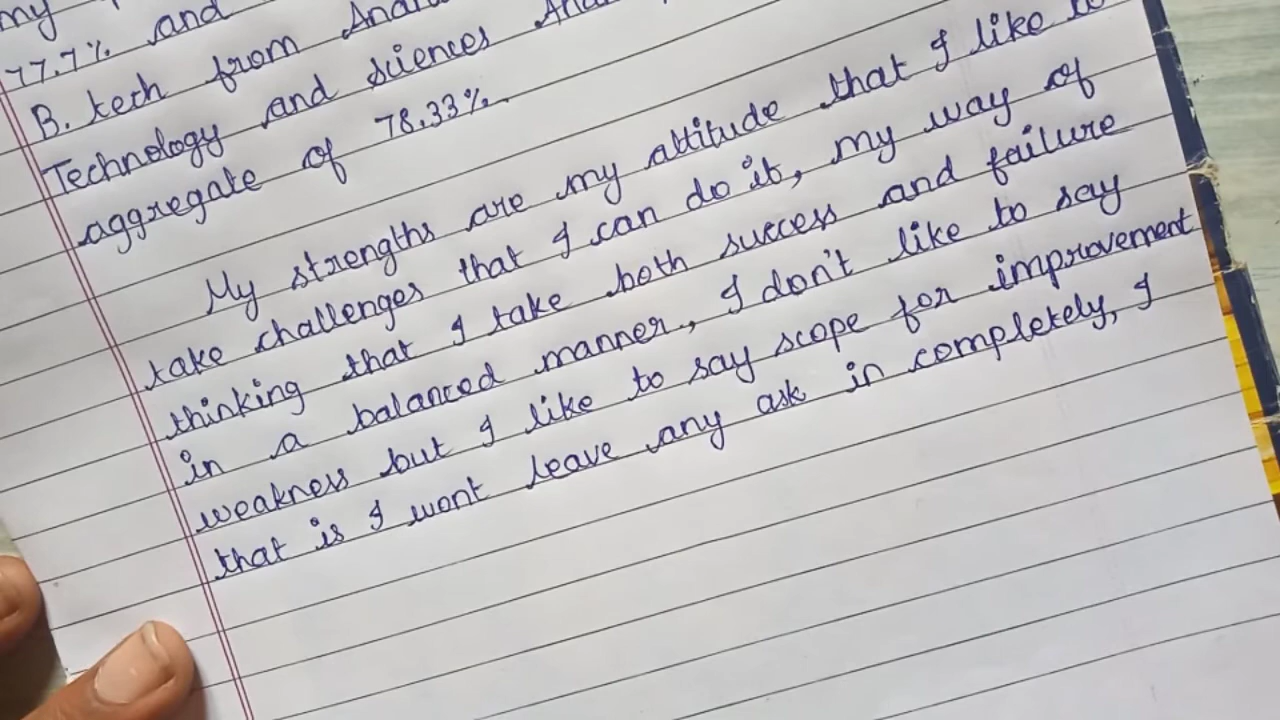 my
77.7% and
B. tech from
Technology and sciences
aggregate of 78.33%.
My strengths are my attitude that I like to
take challenges that I can do it, my way of
thinking that I take both success and failure
in a balanced manner, I don't like to say
weakness but I like to say scope for improvement
that is I wont leave any ask in completely, I